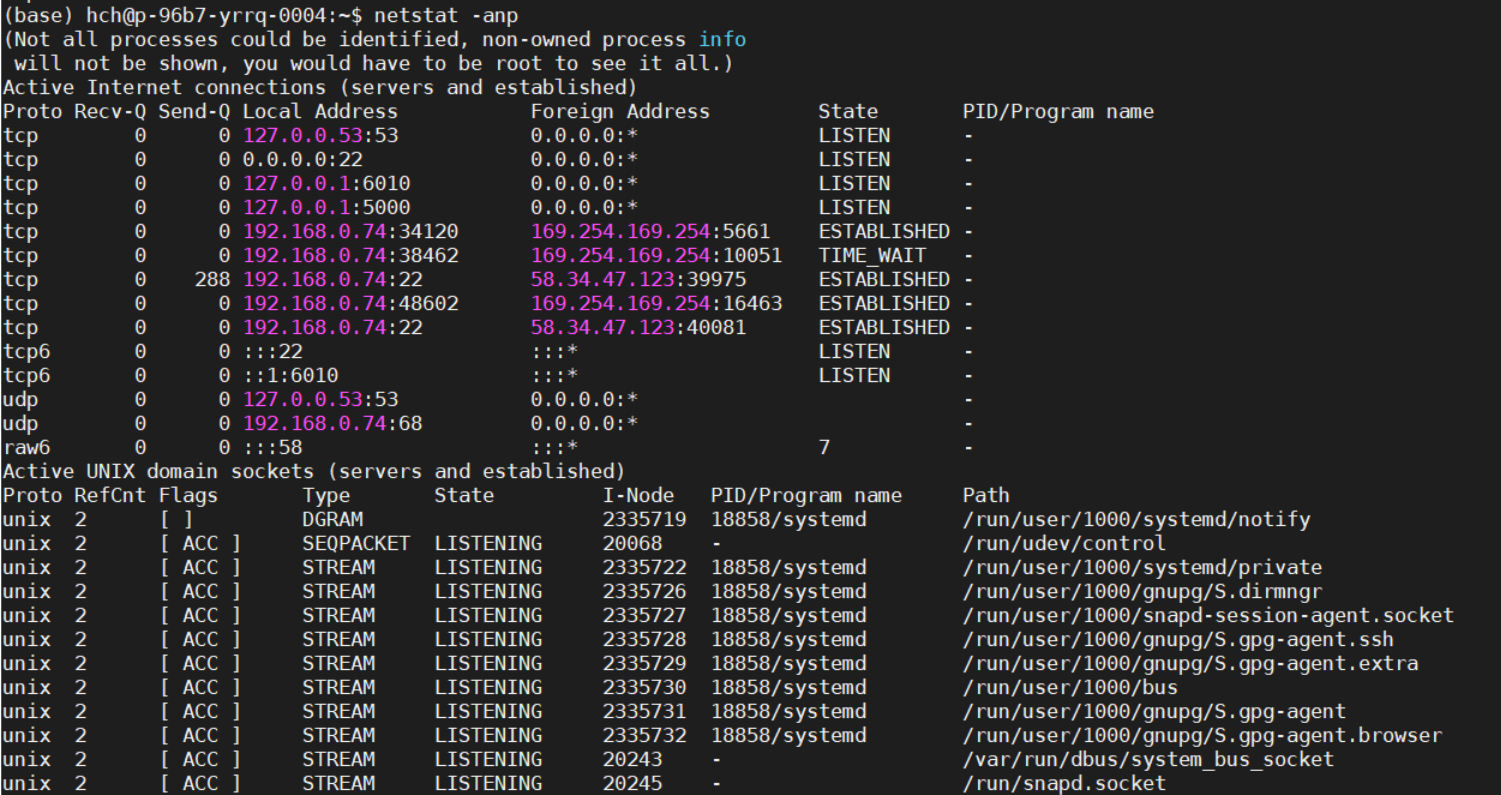 (base) hch@p-96b7-yrrq-0004:~$ netstat -anp
(Not all processes could be identified, non-owned process info
 will not be shown, you would have to be root to see it all.)
Active Internet connections (servers and established)
Proto Recv-Q Send-Q Local Address           Foreign Address         State       PID/Program name
tcp        0      0 127.0.0.53:53           0.0.0.0:*               LISTEN      -
tcp        0      0 0.0.0.0:22              0.0.0.0:*               LISTEN      -
tcp        0      0 127.0.0.1:6010          0.0.0.0:*               LISTEN      -
tcp        0      0 127.0.0.1:5000          0.0.0.0:*               LISTEN      -
tcp        0      0 192.168.0.74:34120      169.254.169.254:5661    ESTABLISHED -
tcp        0      0 192.168.0.74:38462      169.254.169.254:10051   TIME_WAIT   -
tcp        0    288 192.168.0.74:22         58.34.47.123:39975      ESTABLISHED -
tcp        0      0 192.168.0.74:48602      169.254.169.254:16463   ESTABLISHED -
tcp        0      0 192.168.0.74:22         58.34.47.123:40081      ESTABLISHED -
tcp6       0      0 :::22                   :::*                    LISTEN      -
tcp6       0      0 ::1:6010                :::*                    LISTEN      -
udp        0      0 127.0.0.53:53           0.0.0.0:*                           -
udp        0      0 192.168.0.74:68         0.0.0.0:*                           -
raw6       0      0 :::58                   :::*                    7           -
Active UNIX domain sockets (servers and established)
Proto RefCnt Flags       Type       State         I-Node   PID/Program name     Path
unix  2      [ ]         DGRAM                    2335719  18858/systemd        /run/user/1000/systemd/notify
unix  2      [ ACC ]     SEQPACKET  LISTENING     20068    -                    /run/udev/control
unix  2      [ ACC ]     STREAM     LISTENING     2335722  18858/systemd        /run/user/1000/systemd/private
unix  2      [ ACC ]     STREAM     LISTENING     2335726  18858/systemd        /run/user/1000/gnupg/S.dirmngr
unix  2      [ ACC ]     STREAM     LISTENING     2335727  18858/systemd        /run/user/1000/snapd-session-agent.socket
unix  2      [ ACC ]     STREAM     LISTENING     2335728  18858/systemd        /run/user/1000/gnupg/S.gpg-agent.ssh
unix  2      [ ACC ]     STREAM     LISTENING     2335729  18858/systemd        /run/user/1000/gnupg/S.gpg-agent.extra
unix  2      [ ACC ]     STREAM     LISTENING     2335730  18858/systemd        /run/user/1000/bus
unix  2      [ ACC ]     STREAM     LISTENING     2335731  18858/systemd        /run/user/1000/gnupg/S.gpg-agent
unix  2      [ ACC ]     STREAM     LISTENING     2335732  18858/systemd        /run/user/1000/gnupg/S.gpg-agent.browser
unix  2      [ ACC ]     STREAM     LISTENING     20243    -                    /var/run/dbus/system_bus_socket
unix  2      [ ACC ]     STREAM     LISTENING     20245    -                    /run/snapd.socket